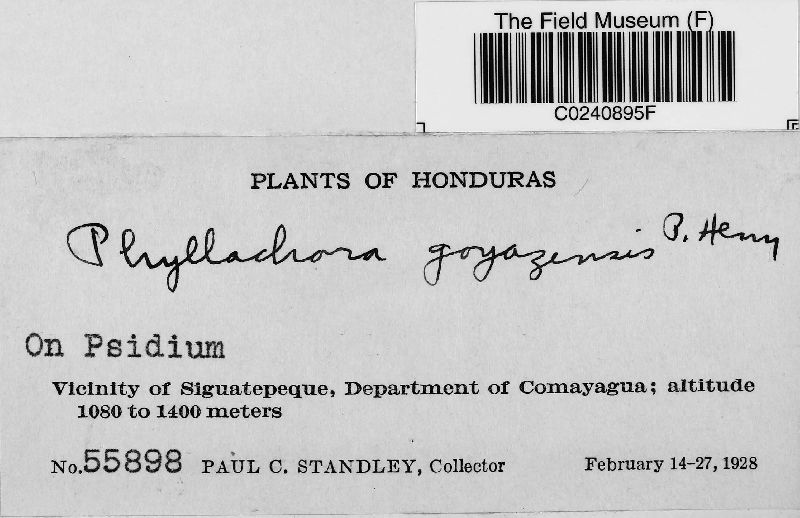 The Field Museum (F)
C0240895F
PLANTS OF HONDURAS
Phyllachora goyazensis P. Henn
On Psidium
Vicinity of Siguatepeque, Department of Comayagua; altitude
1080 to 1400 meters
No. 55898 PAUL C. STANDLEY, Collector February 14-27, 1928